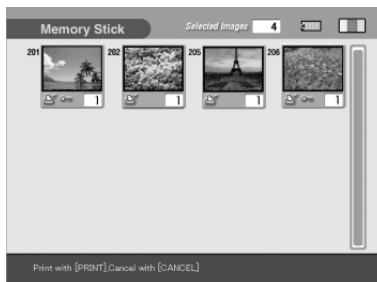 Memory Stick Selected Images 4
201 202 205 206
1 1 1 1
Print with [PRINT],Cancel with [CANCEL]